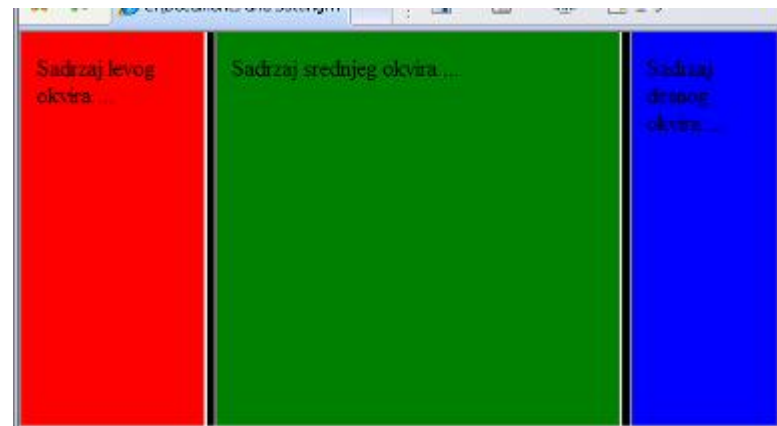 Sadrzaj levog
okvira ...
Sadrzaj srednjeg okvira ...
Sadrzaj
desnog
okvira ...